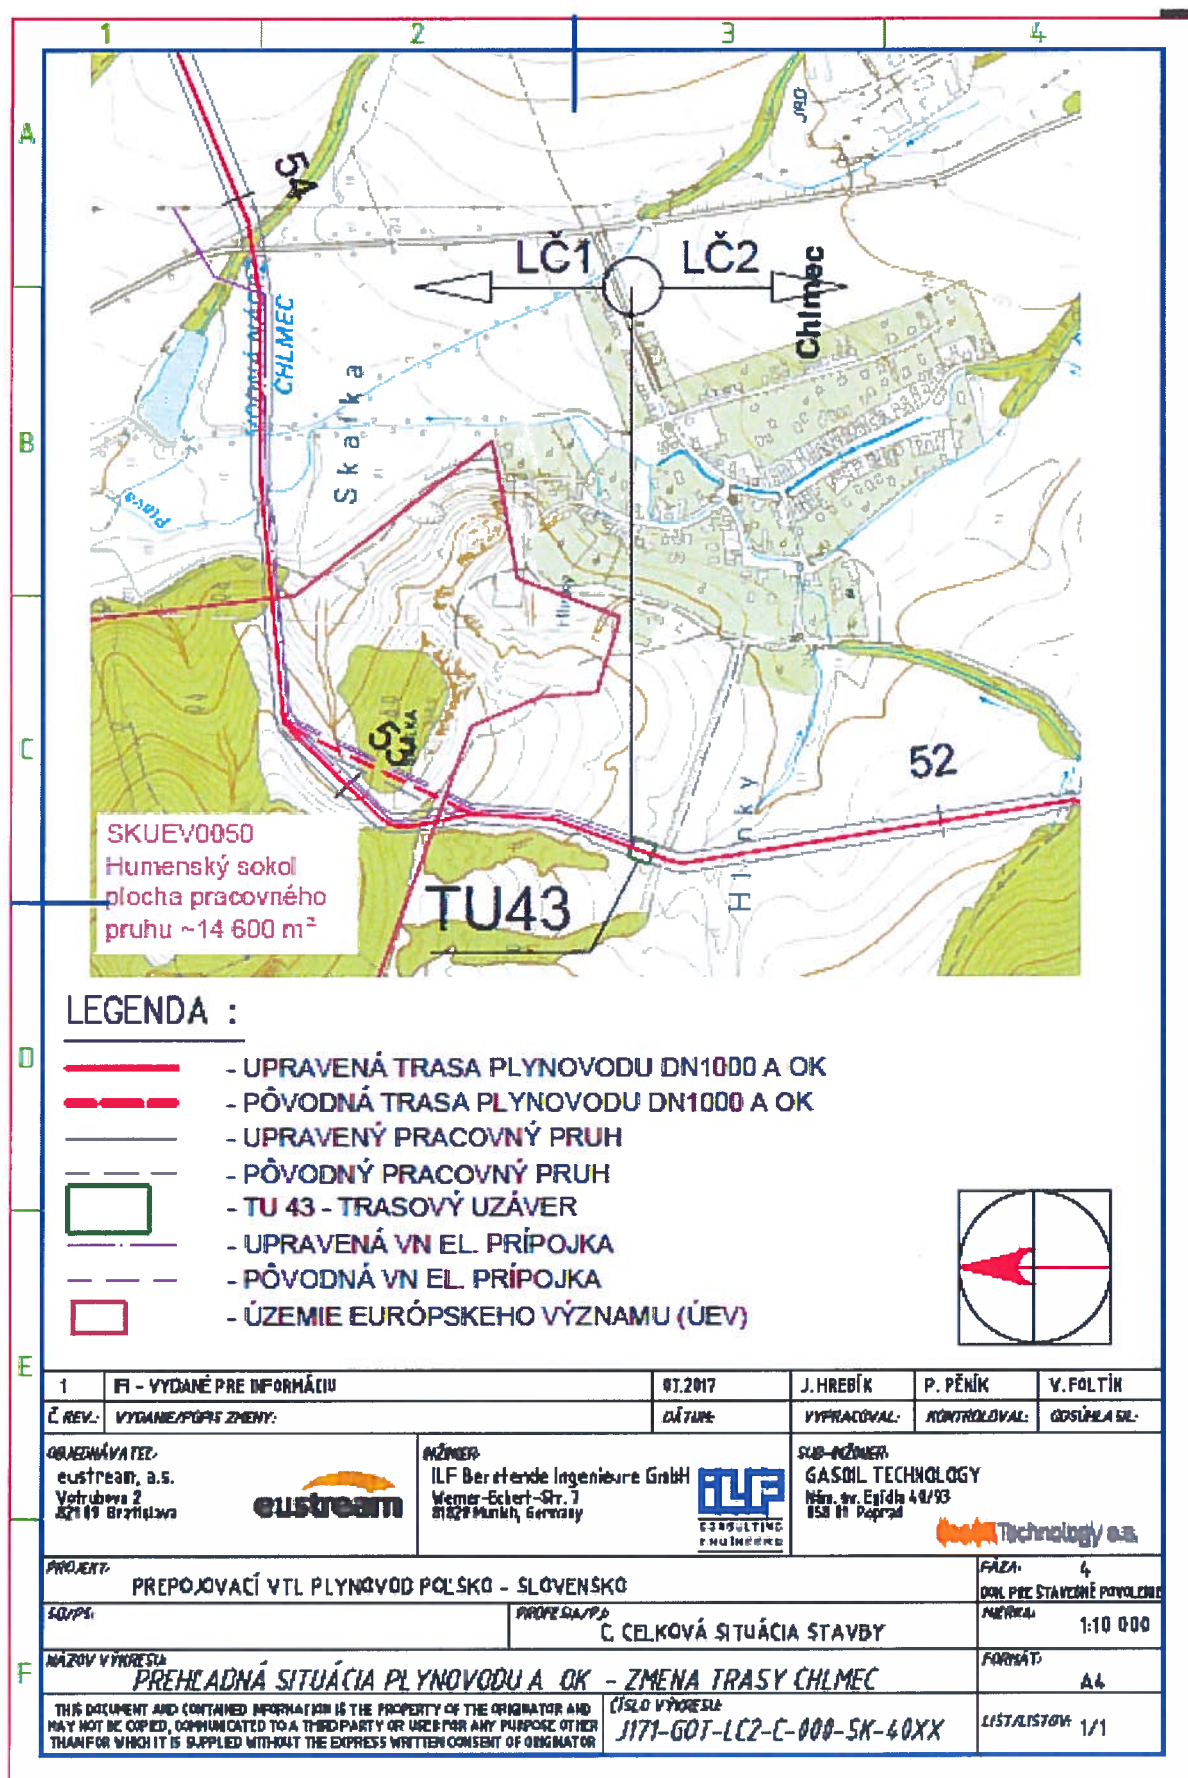 1 2 3 4
A
B
C
D
E
F
54
LČ1 LČ2
Chlmec
CHLMEC
Skalka
53
52
SKUEV0050
Humenský sokol
plocha pracovného
pruhu ~14 600 m²
TU43
LEGENDA :
- UPRAVENÁ TRASA PLYNOVODU DN1000 A OK
- PÔVODNÁ TRASA PLYNOVODU DN1000 A OK
- UPRAVENÝ PRACOVNÝ PRUH
- PÔVODNÝ PRACOVNÝ PRUH
- TU 43 - TRASOVÝ UZÁVER
- UPRAVENÁ VN EL. PRÍPOJKA
- PÔVODNÁ VN EL. PRÍPOJKA
- ÚZEMIE EURÓPSKEHO VÝZNAMU (ÚEV)
1 IFI - VYDANÉ PRE INFORMÁCIU 07.2017 J.HREBÍK P. PĚNÍK V.FOLTÍN
Č.REV.: VYDANIE/POPIS ZMENY: DÁTUM: VYPRACOVAL: KONTROLOVAL: ODSÚHLASIL:
OBJEDNÁVATEĽ:
eustream, a.s.
Votrubova 2
821 09 Bratislava
eustream
INŽINIER:
ILF Beratende Ingenieure GmbH
Werner-Eckert-Str. 7
81829 Munich, Germany
ILF
CONSULTING
ENGINEERS
SUB-INŽINIER:
GASOIL TECHNOLOGY
Nám. sv. Egídia 49/93
058 01 Poprad
Technology a.s.
PROJEKT:
PREPOJOVACÍ VTL PLYNOVOD POĽSKO - SLOVENSKO
FÁZA: 4
DOK. PRE STAVEBNÉ POVOLENIE
SO/PS:
PROFESIA/P.J.
C. CELKOVÁ SITUÁCIA STAVBY
MIERKA: 1:10 000
NÁZOV VÝKRESU:
PREHĽADNÁ SITUÁCIA PLYNOVODU A OK - ZMENA TRASY CHLMEC
FORMÁT: A4
THIS DOCUMENT AND CONTAINED INFORMATION IS THE PROPERTY OF THE ORIGINATOR AND
MAY NOT BE COPIED, COMMUNICATED TO A THIRD PARTY OR USED FOR ANY PURPOSE OTHER
THAN FOR WHICH IT IS SUPPLIED WITHOUT THE EXPRESS WRITTEN CONSENT OF ORIGINATOR
ČÍSLO VÝKRESU:
J171-GOT-LC2-C-000-SK-40XX
LIST/LISTOV: 1/1